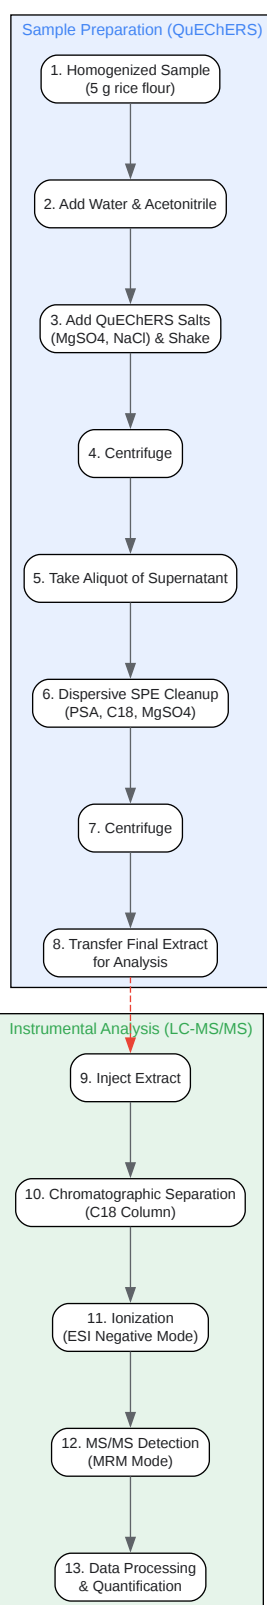 Sample Preparation (QuEChERS)
1. Homogenized Sample
(5 g rice flour)
2. Add Water & Acetonitrile
3. Add QuEChERS Salts
(MgSO4, NaCl) & Shake
4. Centrifuge
5. Take Aliquot of Supernatant
6. Dispersive SPE Cleanup
(PSA, C18, MgSO4)
7. Centrifuge
8. Transfer Final Extract
for Analysis
Instrumental Analysis (LC-MS/MS)
9. Inject Extract
10. Chromatographic Separation
(C18 Column)
11. Ionization
(ESI Negative Mode)
12. MS/MS Detection
(MRM Mode)
13. Data Processing
& Quantification